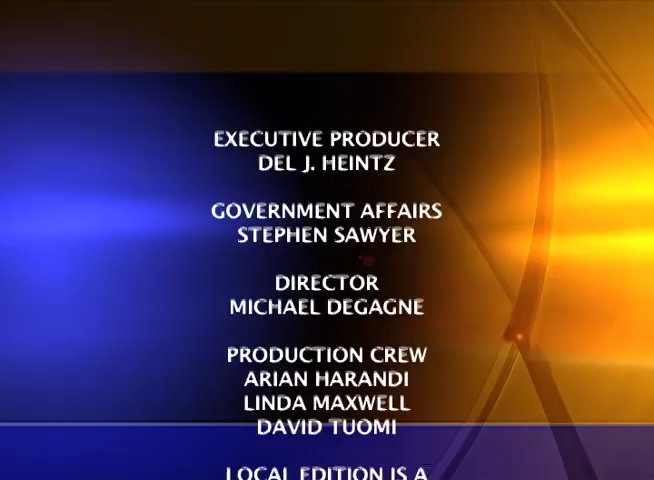 EXECUTIVE PRODUCER
DEL J. HEINTZ
GOVERNMENT AFFAIRS
STEPHEN SAWYER
DIRECTOR
MICHAEL DEGAGNE
PRODUCTION CREW
ARIAN HARANDI
LINDA MAXWELL
DAVID TUOMI
LOCAL EDITION IS A